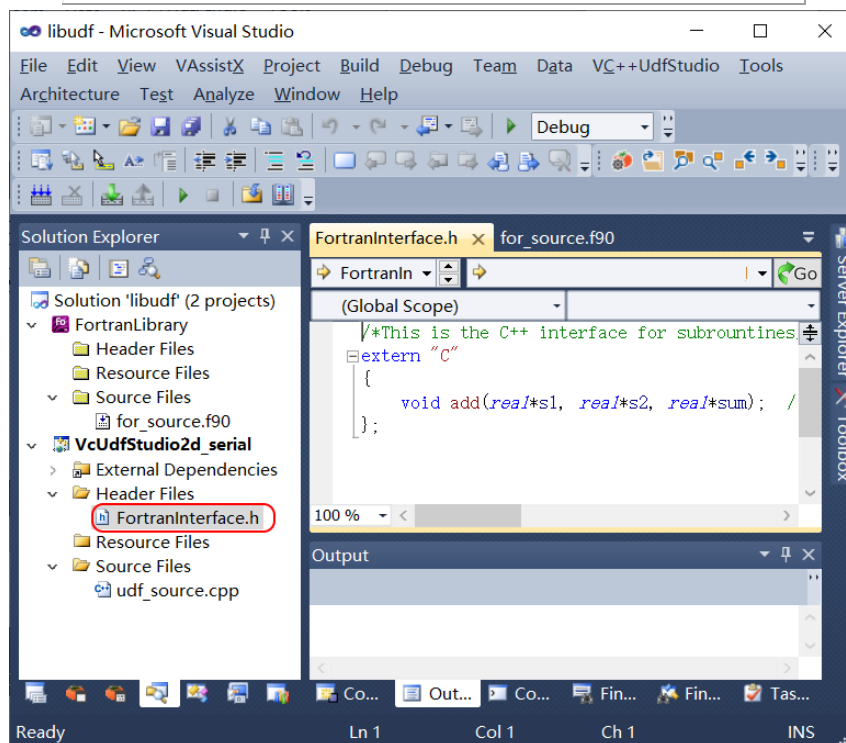 libudf - Microsoft Visual Studio
File Edit View VAssistX Project Build Debug Team Data VC++UdfStudio Tools
Architecture Test Analyze Window Help
Debug
Solution Explorer
FortranInterface.h
for_source.f90
FortranIn
Go
(Global Scope)
Solution 'libudf' (2 projects)
FortranLibrary
Header Files
Resource Files
Source Files
for_source.f90
VcUdfStudio2d_serial
External Dependencies
Header Files
FortranInterface.h
Resource Files
Source Files
udf_source.cpp
/*This is the C++ interface for subrountines
extern "C"
{
void add(real*s1, real*s2, real*sum); /
};
100 %
Output
Server Explorer
Toolbox
Co... Out... Co... Fin... Fin... Tas...
Ready Ln 1 Col 1 Ch 1 INS